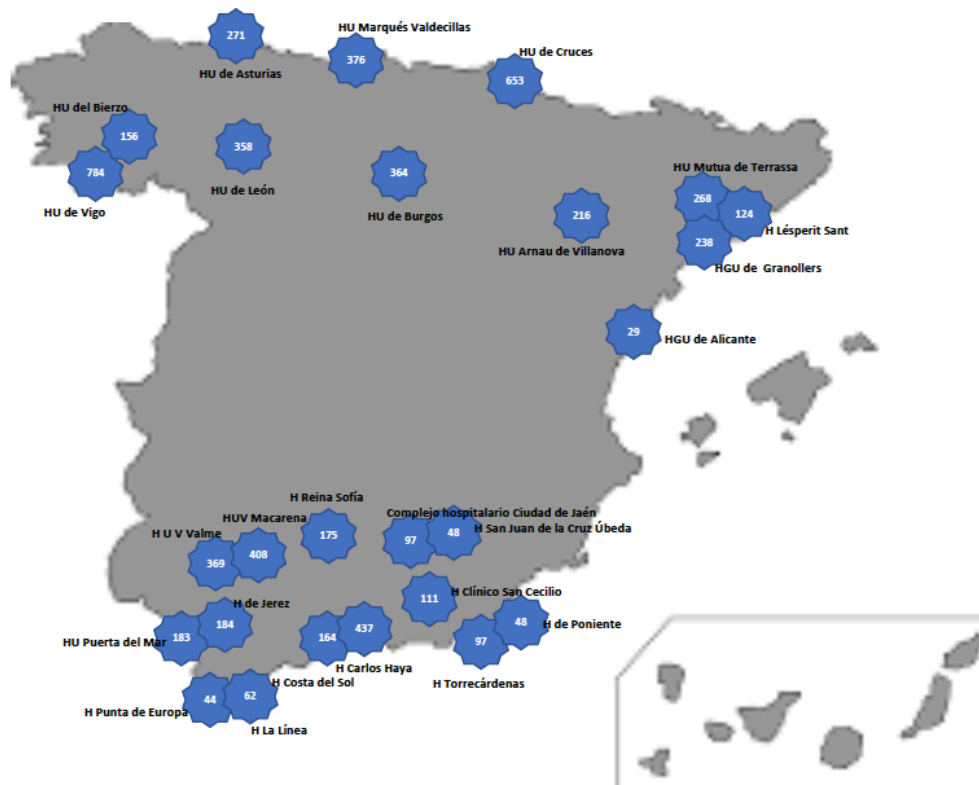 271
HU Marqués Valdecillas
376
HU de Cruces
653
HU de Asturias
HU del Bierzo
156
358
784
364
HU Mutua de Terrassa
HU de León
268
HU de Vigo
HU de Burgos
216
124
H Lésperit Sant
238
HU Arnau de Villanova
HGU de Granollers
29
HGU de Alicante
H Reina Sofía
Complejo hospitalario Ciudad de Jaén
HUV Macarena
H U V Valme
175
48
H San Juan de la Cruz Úbeda
97
408
369
H Clínico San Cecilio
111
H de Jerez
184
48
H de Poniente
HU Puerta del Mar
183
164
437
97
H Carlos Haya
H Costa del Sol
H Torrecárdenas
44
62
H Punta de Europa
H La Línea